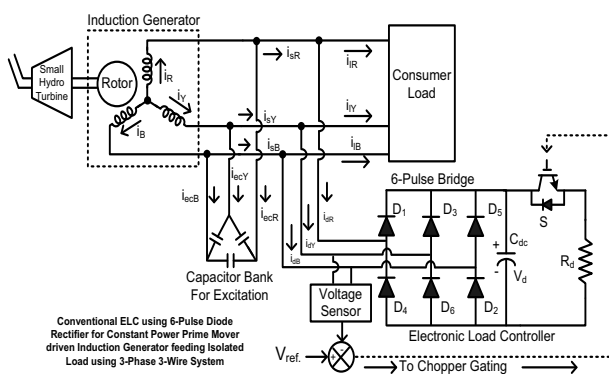 Induction Generator
Small
Hydro
Turbine
Rotor
iR
iY
iB
isR
isY
isB
ilR
ilY
ilB
Consumer
Load
iecB
iecY
iecR
idR
idY
idB
Capacitor Bank
For Excitation
6-Pulse Bridge
D1
D3
D5
D4
D6
D2
+
Cdc
-
Vd
S
Rd
Voltage
Sensor
Electronic Load Controller
Vref.
+
-
To Chopper Gating
Conventional ELC using 6-Pulse Diode
Rectifier for Constant Power Prime Mover
driven Induction Generator feeding Isolated
Load using 3-Phase 3-Wire System